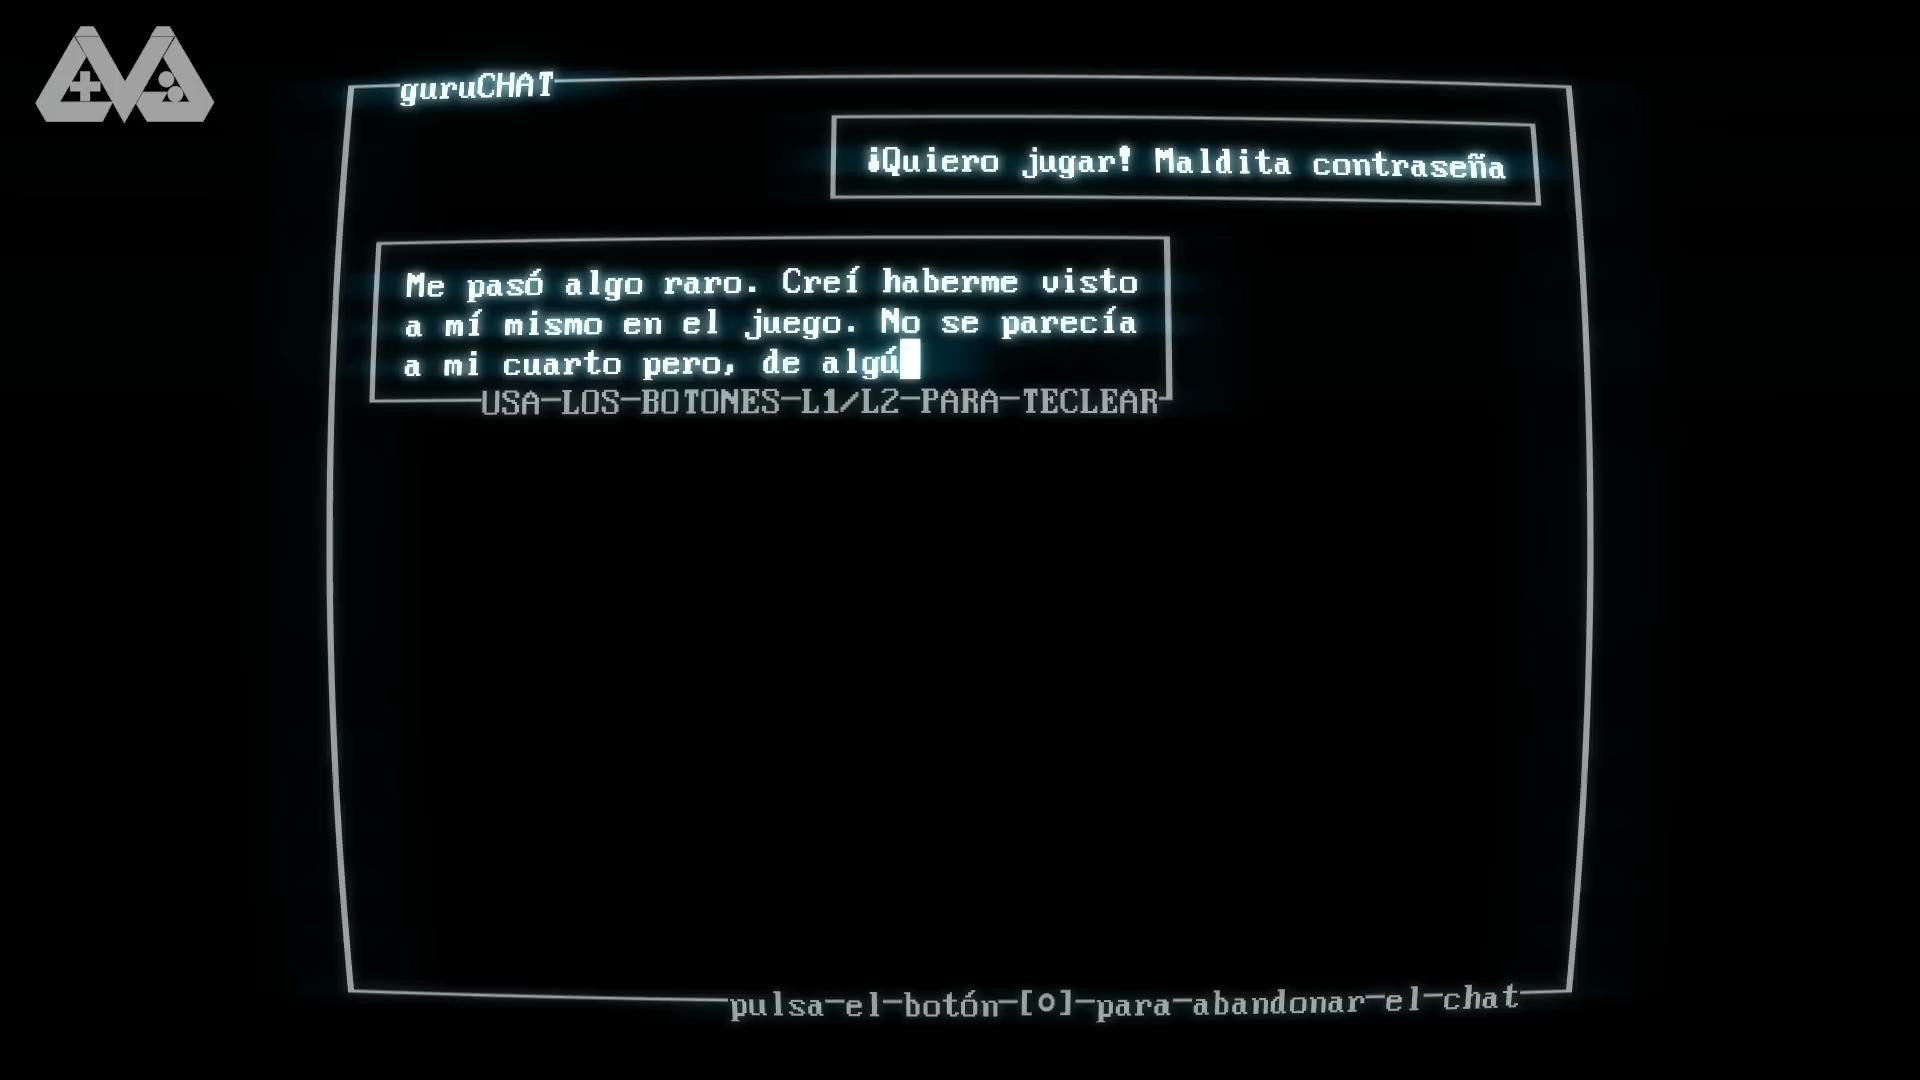 guruCHAT
¡Quiero jugar! Maldita contraseña
Me pasó algo raro. Creí haberme visto
a mí mismo en el juego. No se parecía
a mi cuarto pero, de algú
USA-LOS-BOTONES-L1/L2-PARA-TECLEAR
pulsa-el-botón-[O]-para-abandonar-el-chat